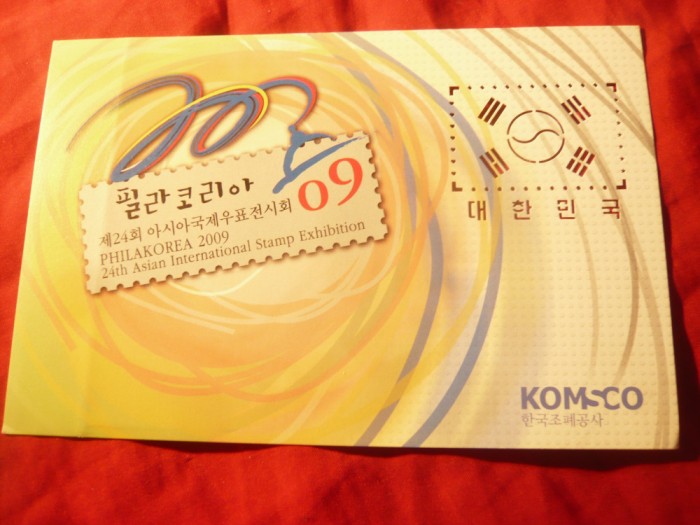 필라코리아
09
제24회 아시아국제우표전시회
PHILAKOREA 2009
24th Asian International Stamp Exhibition
대한민국
KOMSCO
한국조폐공사